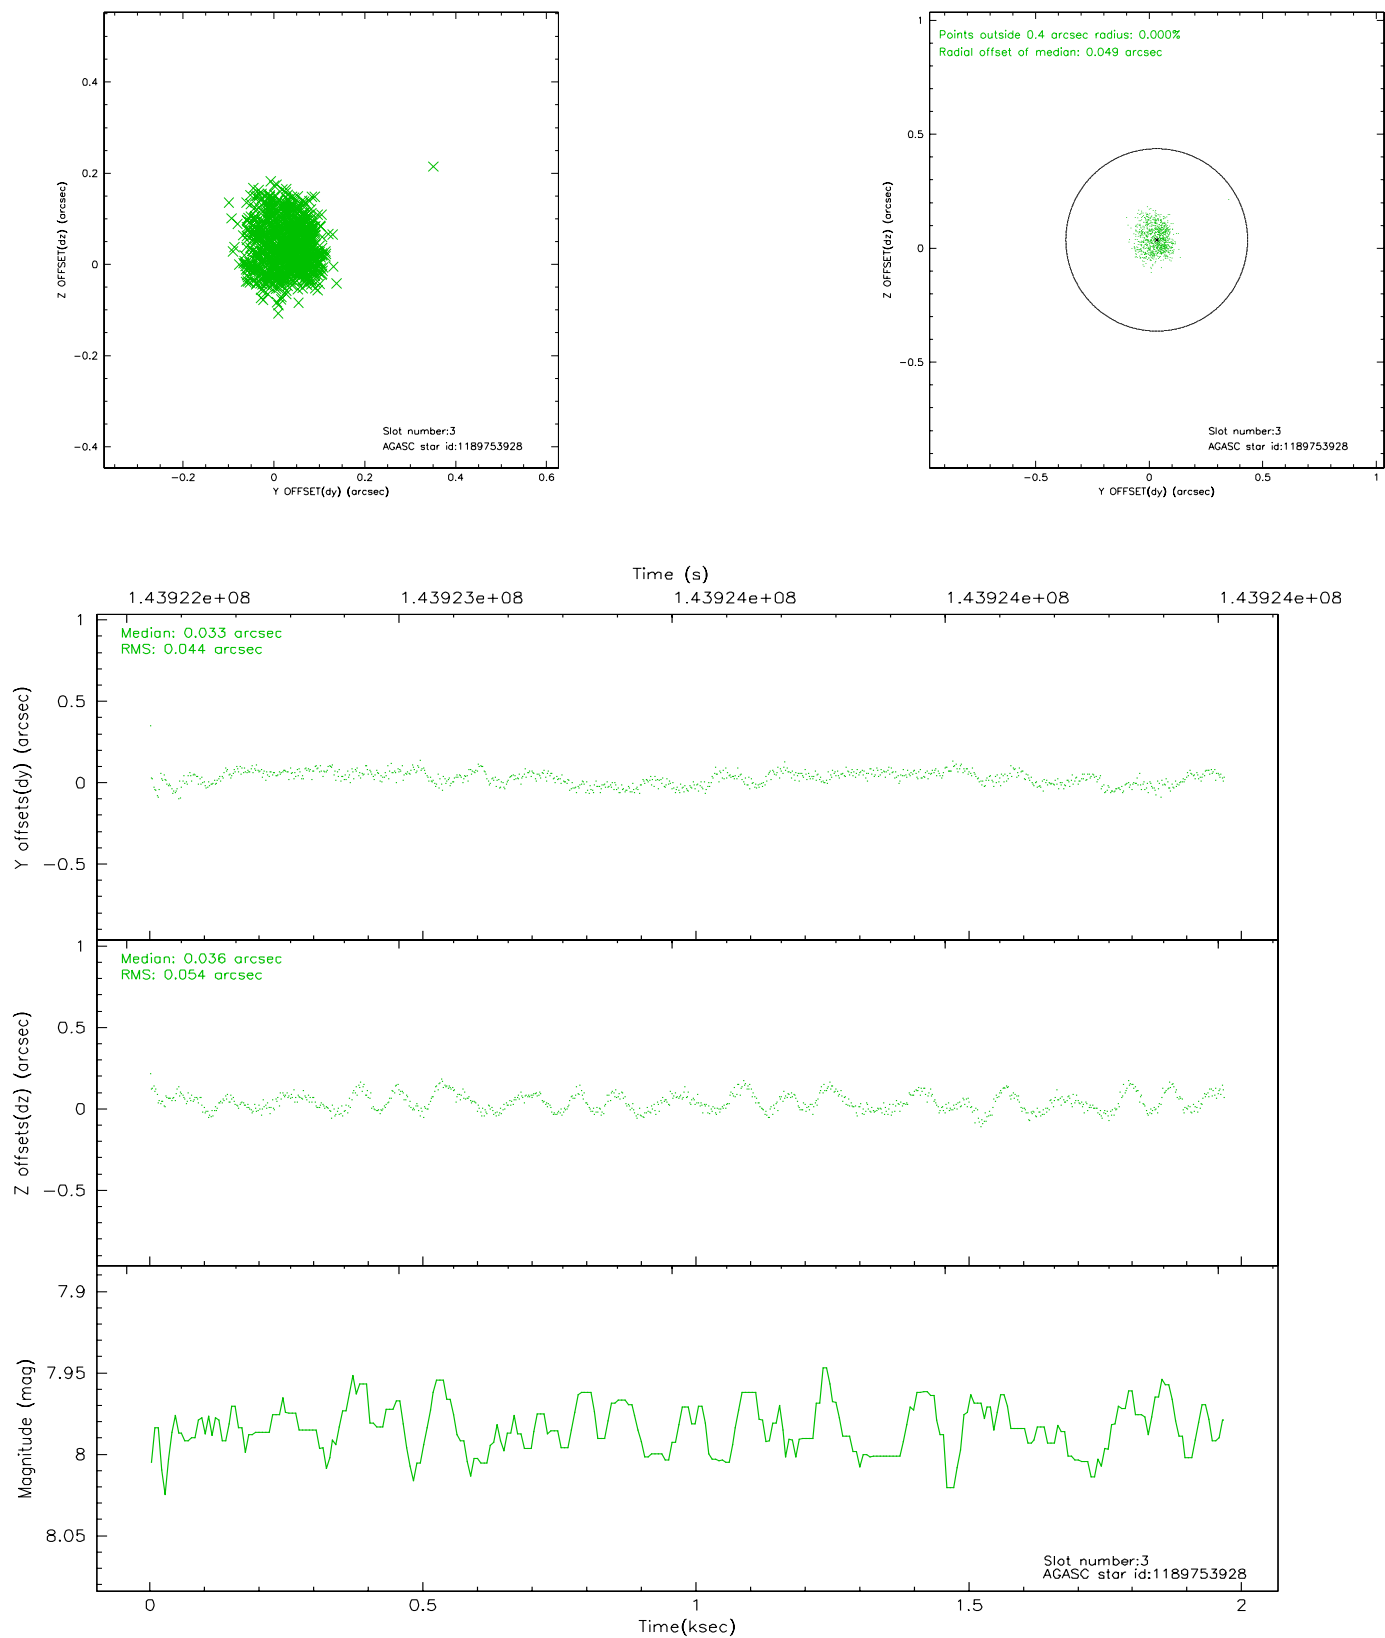 0.4
0.2
0
−0.2
−0.4
Z OFFSET(dz) (arcsec)
Slot number:3
AGASC star id:1189753928
−0.2 0 0.2 0.4 0.6
Y OFFSET(dy) (arcsec)
Points outside 0.4 arcsec radius: 0.000%
Radial offset of median: 0.049 arcsec
1
0.5
0
−0.5
Z OFFSET(dz) (arcsec)
Slot number:3
AGASC star id:1189753928
−0.5 0 0.5 1
Y OFFSET(dy) (arcsec)
Time (s)
1.43922e+08 1.43923e+08 1.43924e+08 1.43924e+08 1.43924e+08
Median: 0.033 arcsec
RMS: 0.044 arcsec
1
0.5
0
−0.5
Y offsets(dy) (arcsec)
Median: 0.036 arcsec
RMS: 0.054 arcsec
1
0.5
0
−0.5
Z offsets(dz) (arcsec)
7.9
7.95
8
8.05
Magnitude (mag)
Slot number:3
AGASC star id:1189753928
0 0.5 1 1.5 2
Time(ksec)